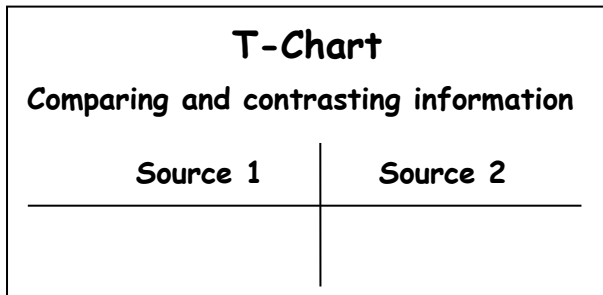 T-Chart
Comparing and contrasting information
Source 1 Source 2